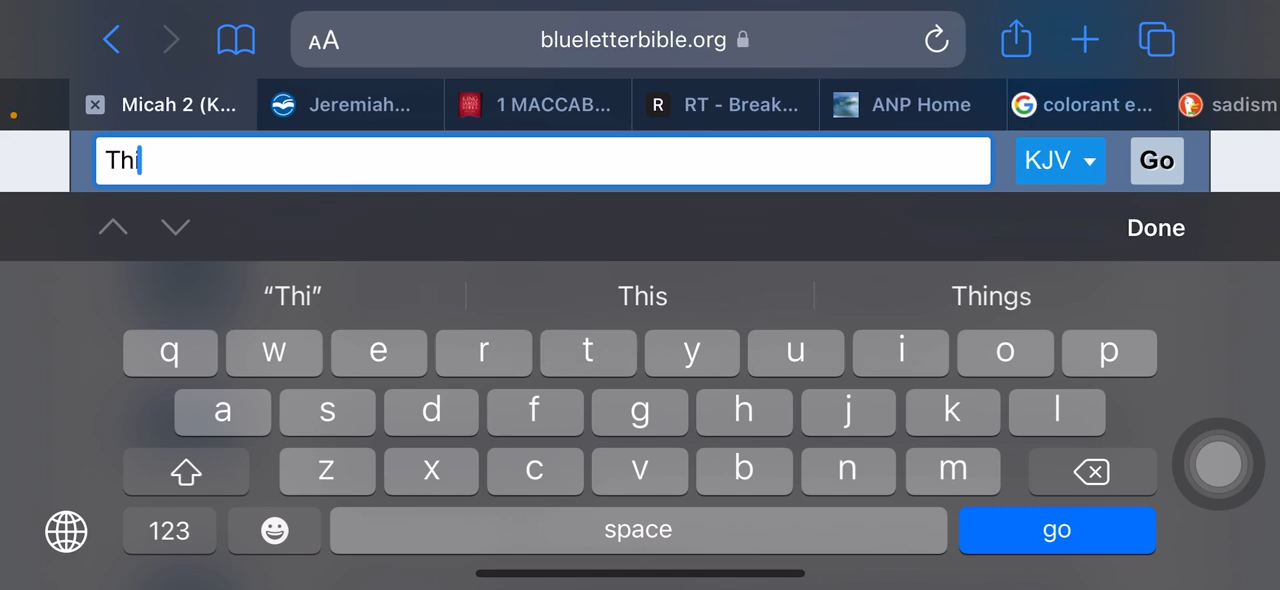 AA blueletterbible.org
Micah 2 (K... Jeremiah... 1 MACCAB... R RT - Break... ANP Home G colorant e... sadism
Thi KJV Go
Done
“Thi” This Things
q w e r t y u i o p
a s d f g h j k l
z x c v b n m
123 space go